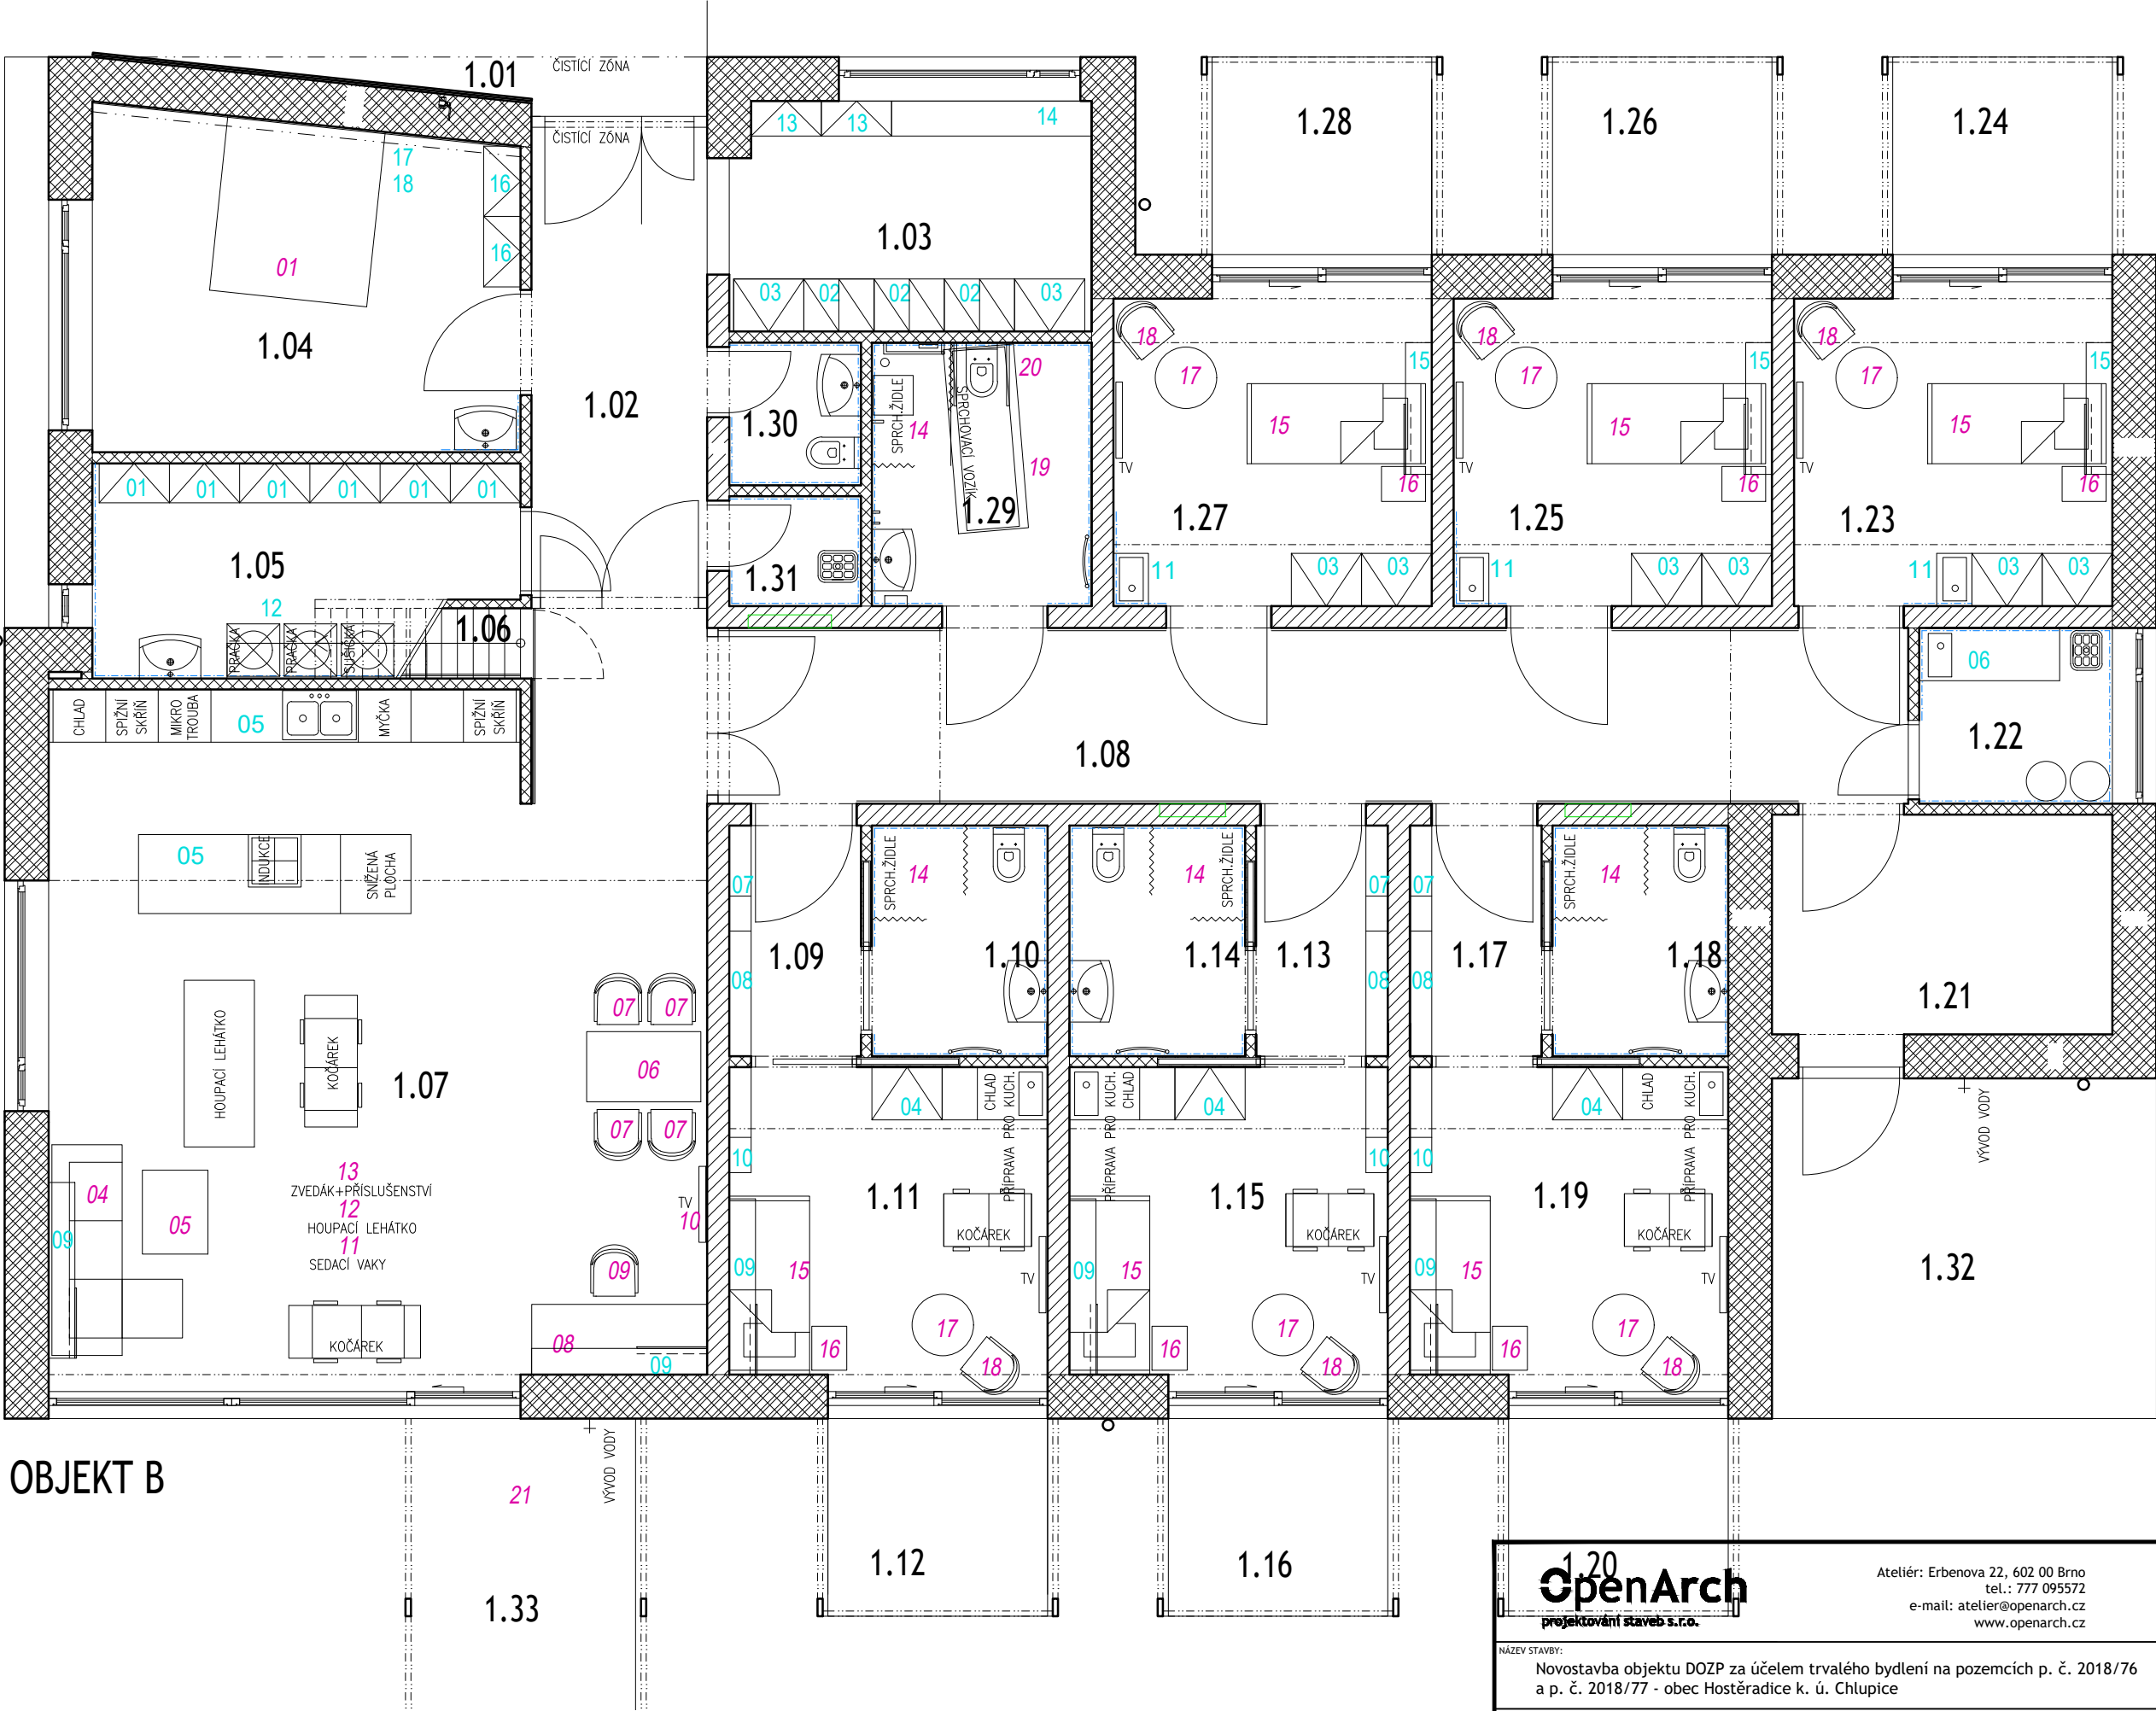 1.01
ČISTÍCÍ ZÓNA
ČISTÍCÍ ZÓNA
13
13
14
1.28
1.26
1.24
17
18
16
16
01
1.03
1.04
03
02
02
02
03
1.02
1.30
SPRCH.ŽIDLE
14
SPRCHOVACÍ VOZÍK
20
19
1.29
18
17
15
15
16
TV
1.27
11
03
03
18
17
15
15
16
TV
1.25
11
03
03
18
17
15
15
16
TV
1.23
11
03
03
01
01
01
01
01
01
1.05
12
1.31
PRAČKA
PRAČKA
SUŠIČKA
1.06
06
1.22
CHLAD
SPIŽNÍ
SKŘÍŇ
MIKRO
TROUBA
05
MYČKA
SPIŽNÍ
SKŘÍŇ
1.08
05
INDUKCE
SNÍŽENÁ
PLOCHA
07
SPRCH.ŽIDLE
14
14
SPRCH.ŽIDLE
07
07
SPRCH.ŽIDLE
14
1.09
1.10
1.14
1.13
1.17
1.18
08
08
08
1.21
HOUPACÍ LEHÁTKO
KOČÁREK
1.07
07
07
06
07
07
CHLAD
PŘÍPRAVA PRO KUCH.
04
PŘÍPRAVA PRO KUCH.
CHLAD
04
04
CHLAD
PŘÍPRAVA PRO KUCH.
VÝVOD VODY
10
10
10
04
05
09
13
ZVEDÁK+PŘÍSLUŠENSTVÍ
12
HOUPACÍ LEHÁTKO
11
SEDACÍ VAKY
TV
10
09
08
09
KOČÁREK
1.11
KOČÁREK
09
15
TV
17
16
18
1.15
KOČÁREK
09
15
TV
17
16
18
1.19
KOČÁREK
09
15
TV
17
16
18
1.32
OBJEKT B
21
VÝVOD VODY
1.33
1.12
1.16
1.20
OpenArch
projektování staveb s.r.o.
Ateliér: Erbenova 22, 602 00 Brno
tel.: 777 095572
e-mail: atelier@openarch.cz
www.openarch.cz
NÁZEV STAVBY:
Novostavba objektu DOZP za účelem trvalého bydlení na pozemcích p. č. 2018/76
a p. č. 2018/77 - obec Hostěradice k. ú. Chlupice